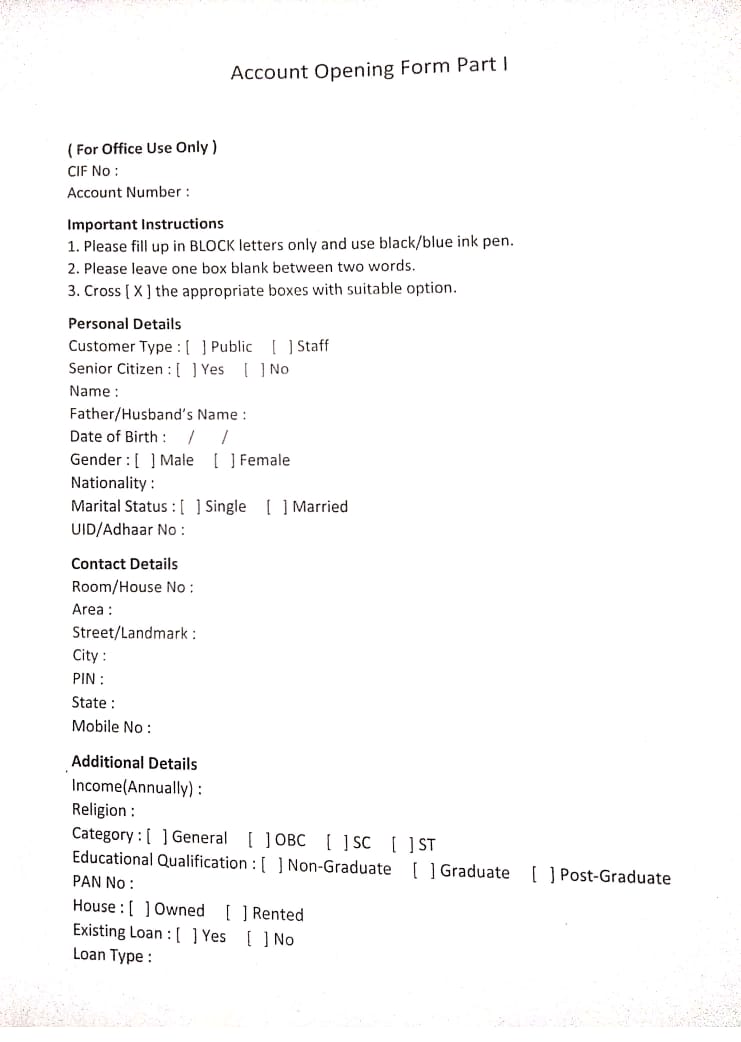 Account Opening Form Part I
( For Office Use Only )
CIF No :
Account Number :
Important Instructions
1. Please fill up in BLOCK letters only and use black/blue ink pen.
2. Please leave one box blank between two words.
3. Cross [ X ] the appropriate boxes with suitable option.
Personal Details
Customer Type : [ ] Public [ ] Staff
Senior Citizen : [ ] Yes [ ] No
Name :
Father/Husband's Name :
Date of Birth : / /
Gender : [ ] Male [ ] Female
Nationality :
Marital Status : [ ] Single [ ] Married
UID/Adhaar No :
Contact Details
Room/House No :
Area :
Street/Landmark :
City :
PIN :
State :
Mobile No :
Additional Details
Income(Annually) :
Religion :
Category : [ ] General [ ] OBC [ ] SC [ ] ST
Educational Qualification : [ ] Non-Graduate [ ] Graduate [ ] Post-Graduate
PAN No :
House : [ ] Owned [ ] Rented
Existing Loan : [ ] Yes [ ] No
Loan Type :